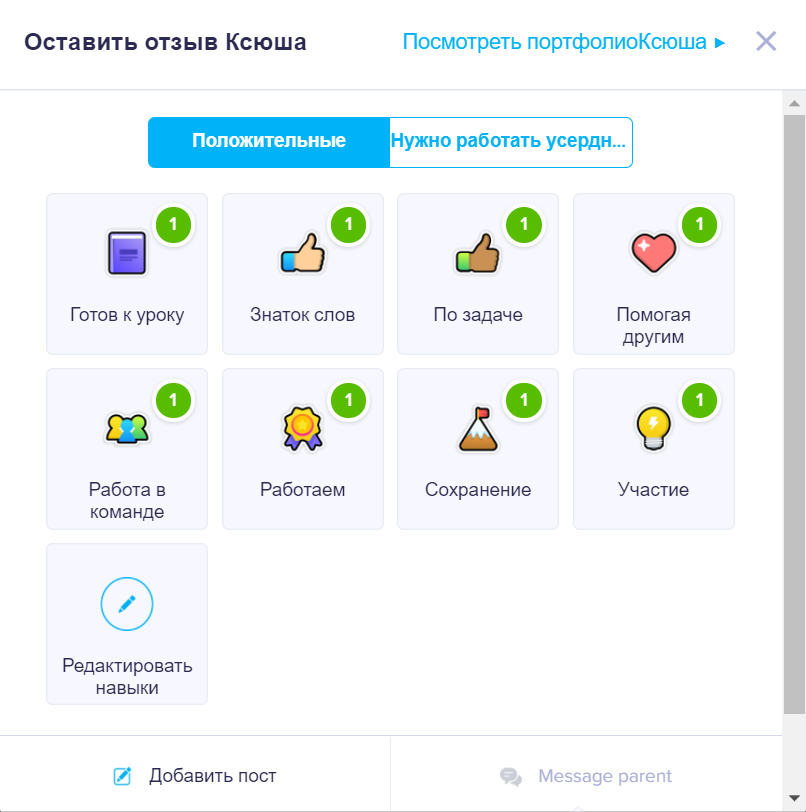 Оставить отзыв Ксюша
Посмотреть портфолиоКсюша
Положительные
Нужно работать усердн...
1
1
1
1
Готов к уроку
Знаток слов
По задаче
Помогая
другим
1
1
1
1
Работа в
команде
Работаем
Сохранение
Участие
Редактировать
навыки
Добавить пост
Message parent